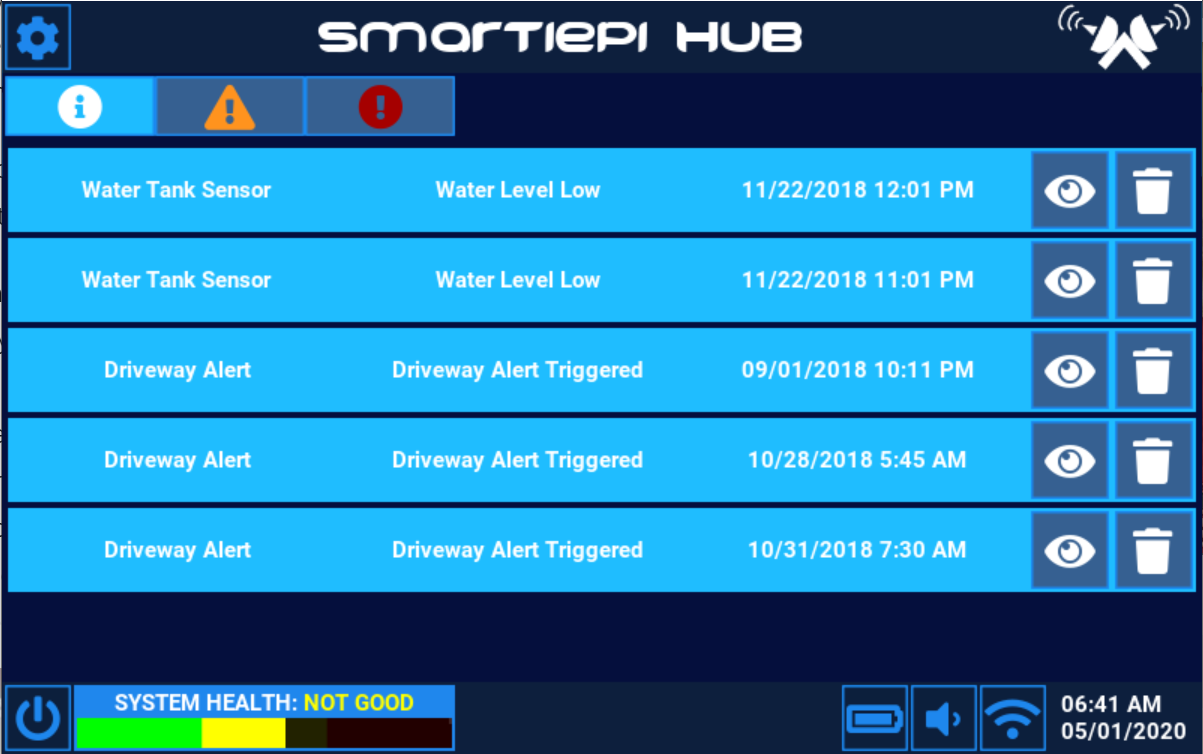 SMARTIEPI HUB
Water Tank Sensor Water Level Low 11/22/2018 12:01 PM
Water Tank Sensor Water Level Low 11/22/2018 11:01 PM
Driveway Alert Driveway Alert Triggered 09/01/2018 10:11 PM
Driveway Alert Driveway Alert Triggered 10/28/2018 5:45 AM
Driveway Alert Driveway Alert Triggered 10/31/2018 7:30 AM
SYSTEM HEALTH: NOT GOOD
06:41 AM
05/01/2020